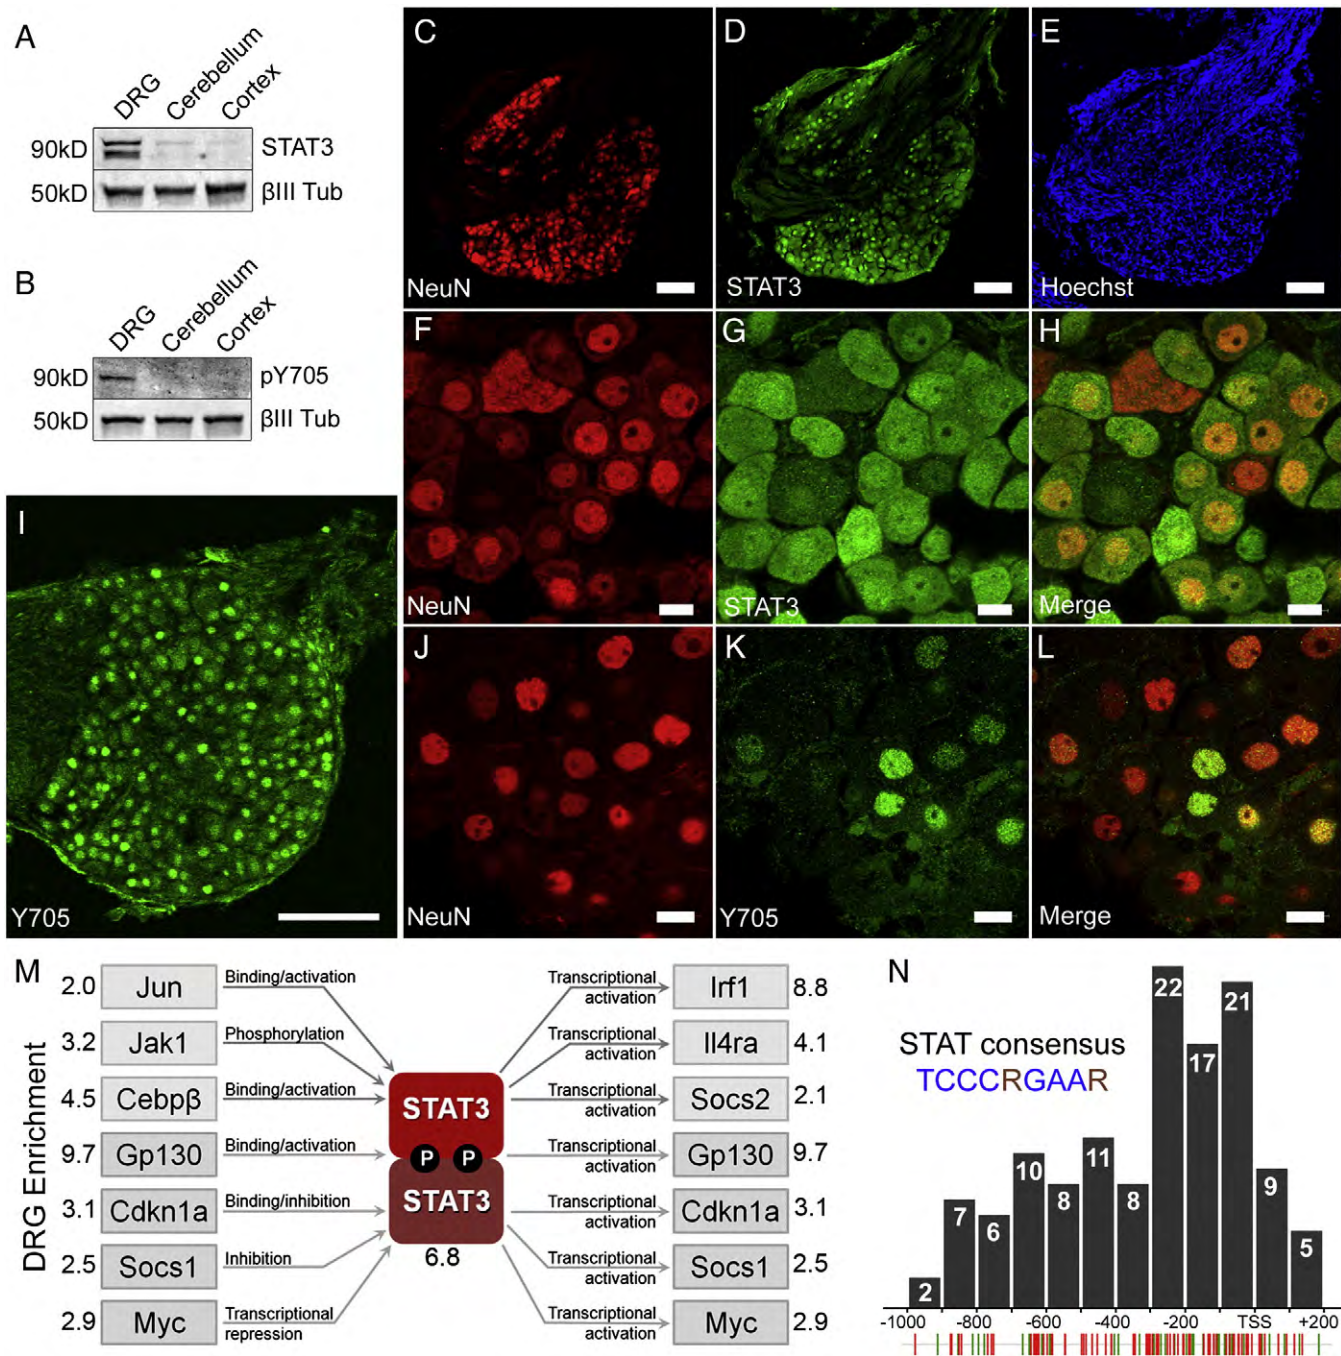 A
DRG
Cerebellum
Cortex
90kD
STAT3
50kD
βIII Tub
B
DRG
Cerebellum
Cortex
90kD
pY705
50kD
βIII Tub
C
NeuN
D
STAT3
E
Hoechst
F
NeuN
G
STAT3
H
Merge
I
Y705
J
NeuN
K
Y705
L
Merge
M
DRG Enrichment
2.0 Jun Binding/activation
3.2 Jak1 Phosphorylation
4.5 Cebpβ Binding/activation
9.7 Gp130 Binding/activation
3.1 Cdkn1a Binding/inhibition
2.5 Socs1 Inhibition
2.9 Myc Transcriptional
repression
STAT3
P P
STAT3
6.8
Transcriptional
activation
Irf1 8.8
Transcriptional
activation
Il4ra 4.1
Transcriptional
activation
Socs2 2.1
Transcriptional
activation
Gp130 9.7
Transcriptional
activation
Cdkn1a 3.1
Transcriptional
activation
Socs1 2.5
Transcriptional
activation
Myc 2.9
N
STAT consensus
TCCCRGAAR
2 7 6 10 8 11 8 22 17 21 9 5
-1000 -800 -600 -400 -200 TSS +200